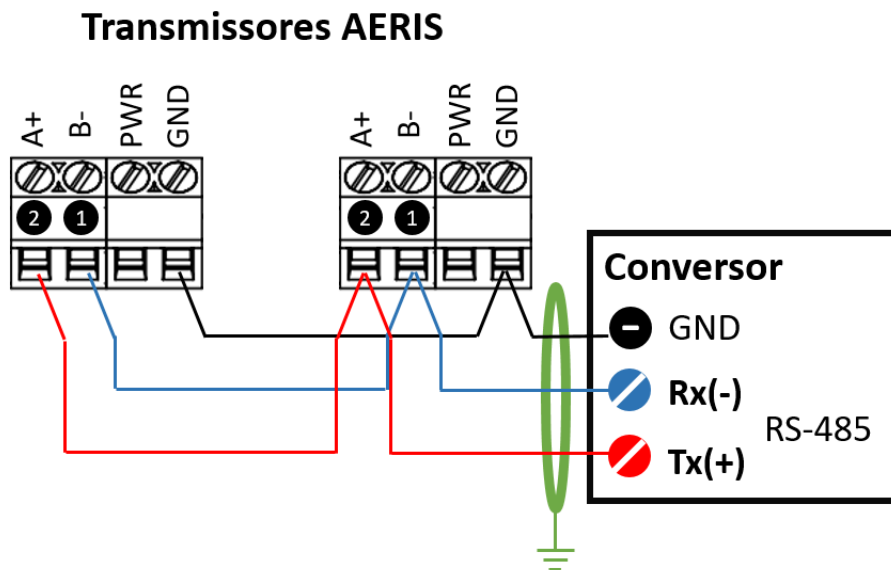 Transmissores AERIS
A+ B- PWR GND
A+ B- PWR GND
2 1
2 1
Conversor
GND
Rx(-)
RS-485
Tx(+)